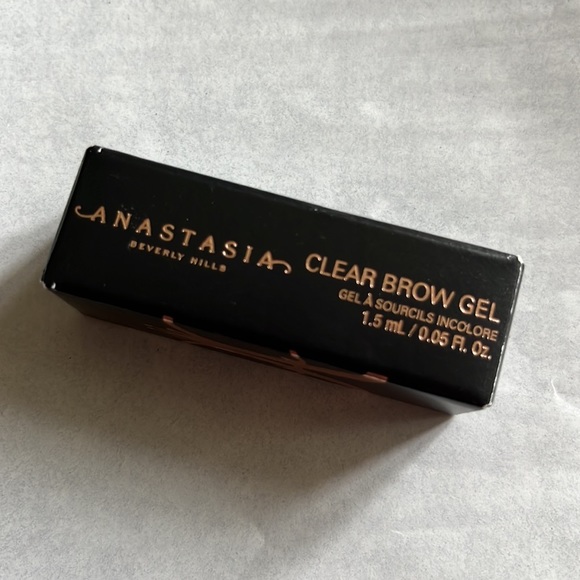 ANASTASIA
BEVERLY HILLS
CLEAR BROW GEL
GEL À SOURCILS INCOLORE
1.5 mL / 0.05 Fl. Oz.